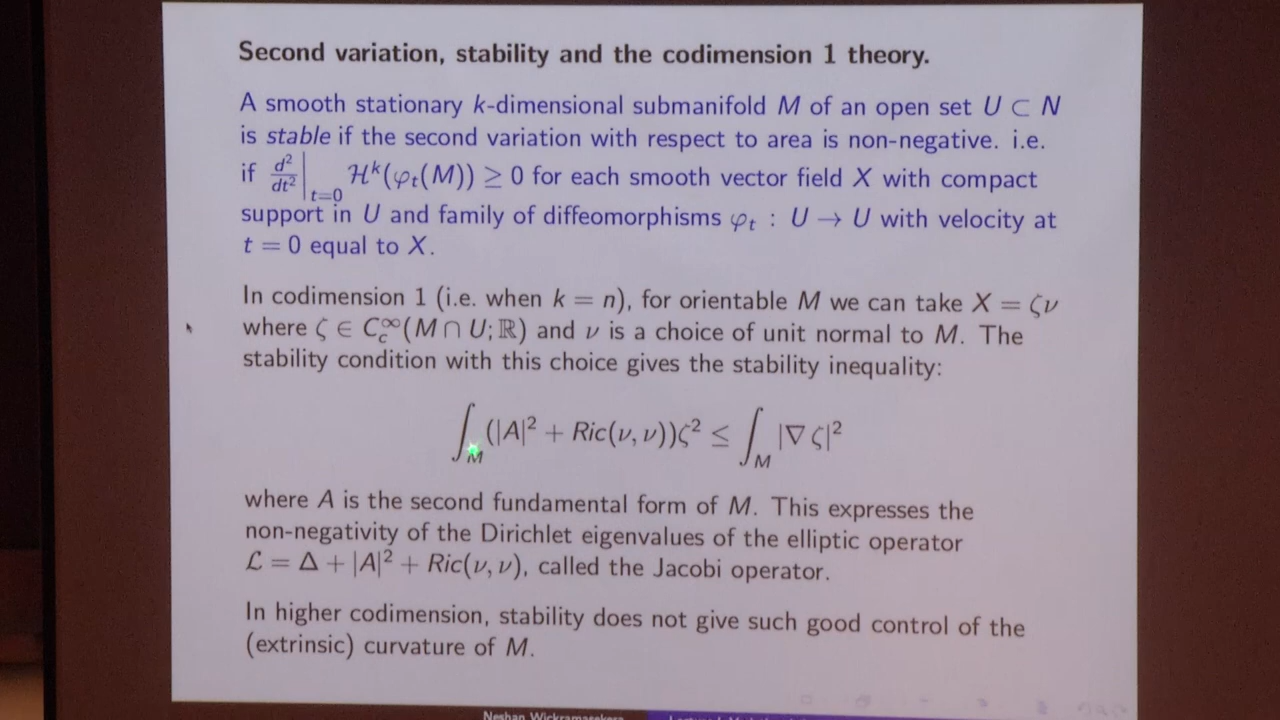 Second variation, stability and the codimension 1 theory.
A smooth stationary k-dimensional submanifold M of an open set U ⊂ N
is stable if the second variation with respect to area is non-negative. i.e.
if d²/dt² |_{t=0} ℋᵏ(φₜ(M)) ≥ 0 for each smooth vector field X with compact
support in U and family of diffeomorphisms φₜ : U → U with velocity at
t = 0 equal to X.
In codimension 1 (i.e. when k = n), for orientable M we can take X = ζν
where ζ ∈ C_c^∞(M ∩ U; ℝ) and ν is a choice of unit normal to M. The
stability condition with this choice gives the stability inequality:
∫_M (|A|² + Ric(ν, ν))ζ² ≤ ∫_M |∇ ζ|²
where A is the second fundamental form of M. This expresses the
non-negativity of the Dirichlet eigenvalues of the elliptic operator
ℒ = Δ + |A|² + Ric(ν, ν), called the Jacobi operator.
In higher codimension, stability does not give such good control of the
(extrinsic) curvature of M.
Neshan Wickramasekera